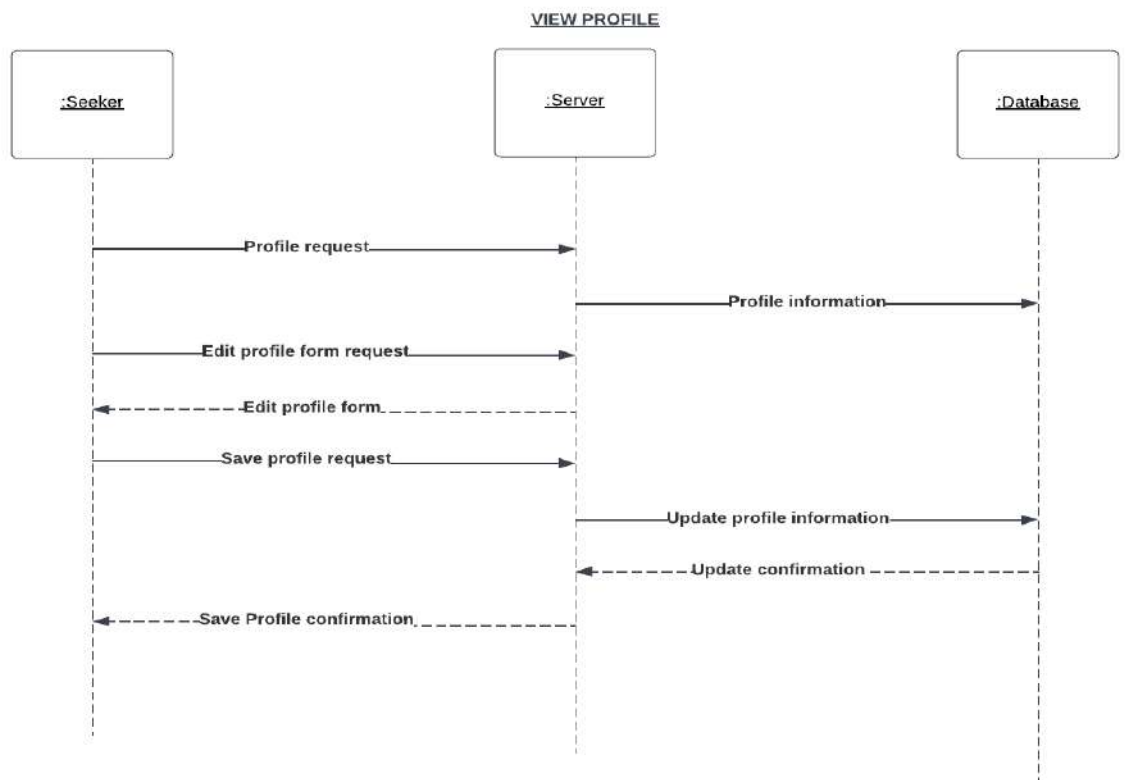 VIEW PROFILE
:Seeker
:Server
:Database
Profile request
Profile information
Edit profile form request
Edit profile form
Save profile request
Update profile information
Update confirmation
Save Profile confirmation